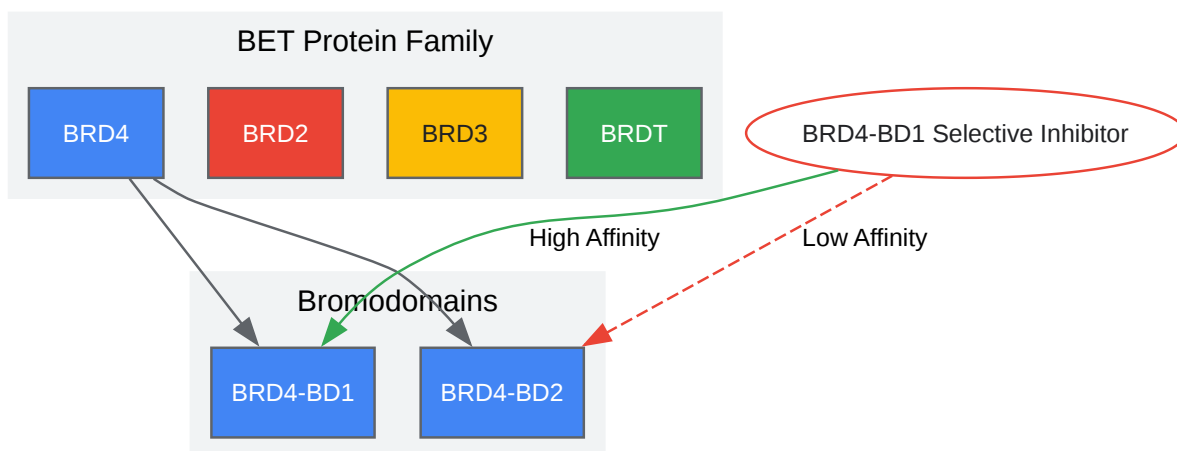 BET Protein Family
BRD4
BRD2
BRD3
BRDT
BRD4-BD1 Selective Inhibitor
High Affinity
Low Affinity
Bromodomains
BRD4-BD1
BRD4-BD2